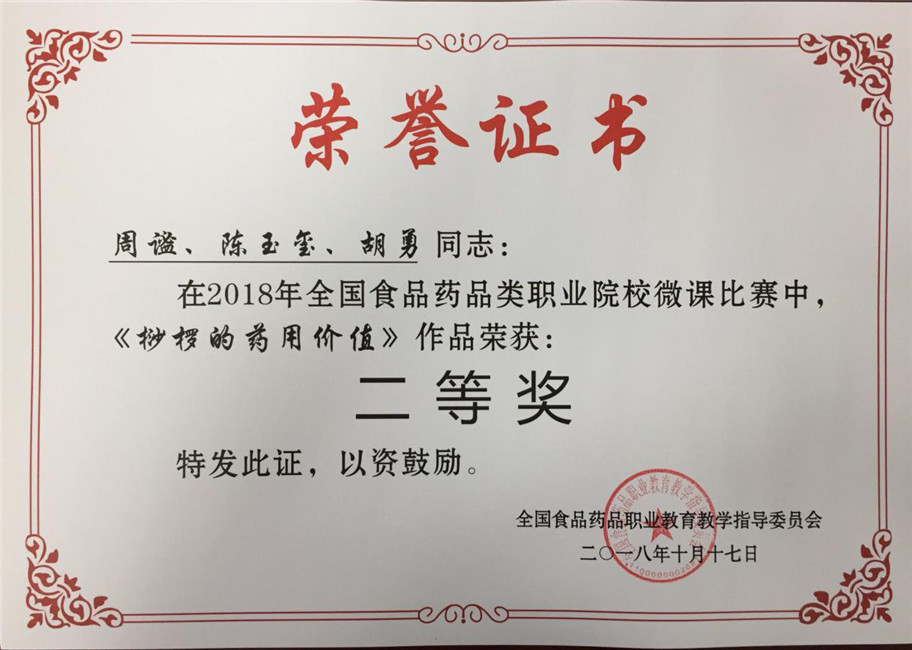 荣誉证书
周谧、陈玉玺、胡勇 同志：
在2018年全国食品药品类职业院校微课比赛中，
《桫椤的药用价值》作品荣获：
二等奖
特发此证，以资鼓励。
全国食品药品职业教育教学指导委员会
二〇一八年十月十七日